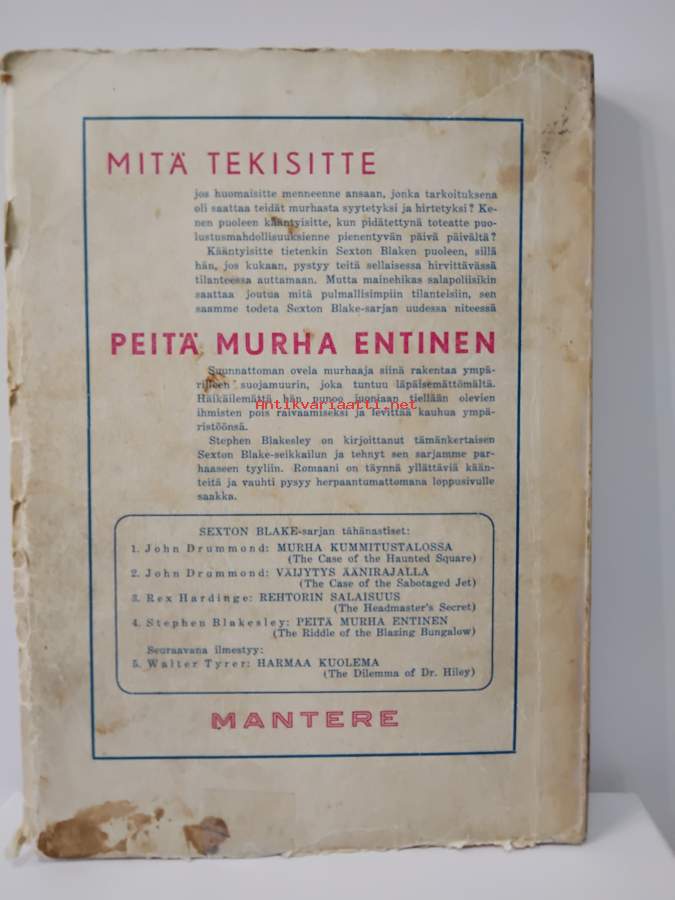 MITÄ TEKISITTE
jos huomaisitte menneenne ansaan, jonka tarkoituksena
oli saattaa teidät murhasta syytetyksi ja hirtetyksi? Ke-
nen puoleen kääntyisitte, kun pidätettynä toteatte puo-
lustusmahdollisuuksienne pienentyvän päivä päivältä?
Kääntyisitte tietenkin Sexton Blaken puoleen, sillä
hän, jos kukaan, pystyy teitä sellaisessa hirvittävässä
tilanteessa auttamaan. Mutta mainehikas salapoliisikin
saattaa joutua mitä pulmallisimpiin tilanteisiin, sen
saamme todeta Sexton Blake-sarjan uudessa niteessä
PEITÄ MURHA ENTINEN
Suunnattoman ovela murhaaja siinä rakentaa ympä-
rilleen suojamuurin, joka tuntuu läpäisemättömältä.
Häikäilemättä hän punoo juoniaan tiellään olevien
ihmisten pois raivaamiseksi ja levittää kauhua ympä-
ristöönsä.
Antikvariaatti.net
Stephen Blakesley on kirjoittanut tämänkertaisen
Sexton Blake-seikkailun ja tehnyt sen sarjamme par-
haaseen tyyliin. Romaani on täynnä yllättäviä kään-
teitä ja vauhti pysyy herpaantumattomana loppusivulle
saakka.
SEXTON BLAKE-sarjan tähänastiset:
1. John Drummond: MURHA KUMMITUSTALOSSA
(The Case of the Haunted Square)
2. John Drummond: VÄIJYTYS ÄÄNIRAJALLA
(The Case of the Sabotaged Jet)
3. Rex Hardinge: REHTORIN SALAISUUS
(The Headmaster's Secret)
4. Stephen Blakesley: PEITÄ MURHA ENTINEN
(The Riddle of the Blazing Bungalow)
Seuraavana ilmestyy:
5. Walter Tyrer: HARMAA KUOLEMA
(The Dilemma of Dr. Hiley)
MANTERE